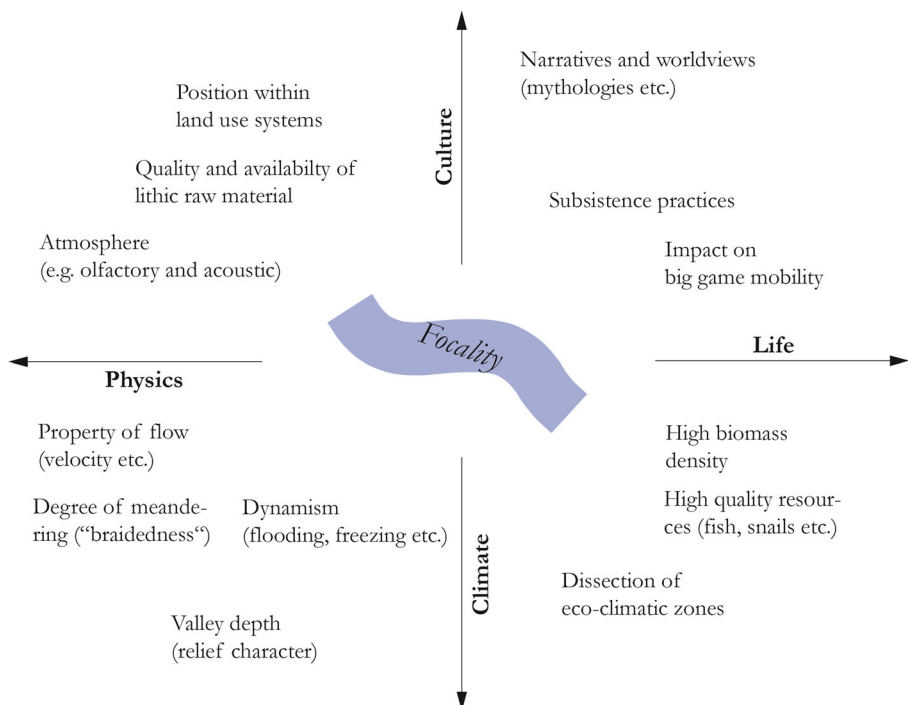 Narratives and worldviews
(mythologies etc.)
Position within
land use systems
Culture
Quality and availabilty of
lithic raw material
Subsistence practices
Atmosphere
(e.g. olfactory and acoustic)
Impact on
big game mobility
Focality
Life
Physics
Property of flow
(velocity etc.)
High biomass
density
Degree of meande-
ring (“braidedness“)
Dynamism
(flooding, freezing etc.)
High quality resour-
ces (fish, snails etc.)
Climate
Dissection of
eco-climatic zones
Valley depth
(relief character)